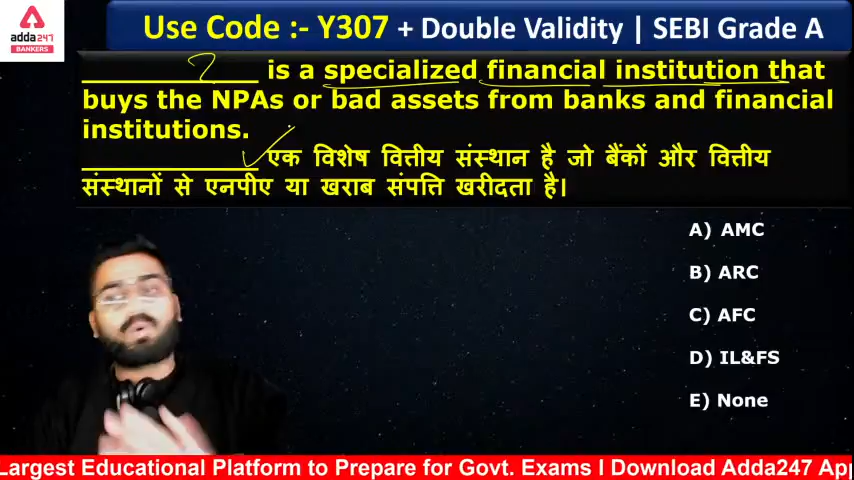 adda247
BANKERS
Use Code :- Y307 + Double Validity | SEBI Grade A
____________ is a specialized financial institution that
buys the NPAs or bad assets from banks and financial
institutions.
____________ एक विशेष वित्तीय संस्थान है जो बैंकों और वित्तीय
संस्थानों से एनपीए या खराब संपत्ति खरीदता है।
A) AMC
B) ARC
C) AFC
D) IL&FS
E) None
Largest Educational Platform to Prepare for Govt. Exams I Download Adda247 App